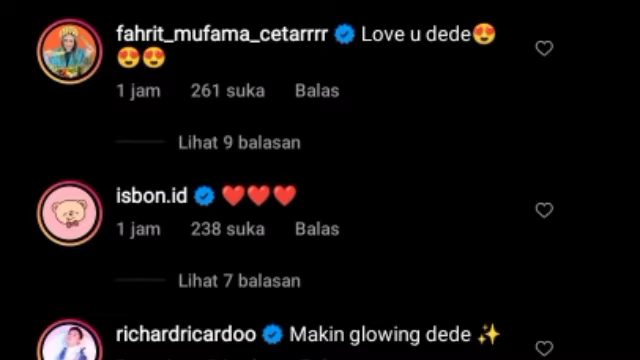 fahrit_mufama_cetarrrr Love u dede😍
😍😍
1 jam 261 suka Balas
Lihat 9 balasan
isbon.id ❤️❤️❤️
1 jam 238 suka Balas
Lihat 7 balasan
richardricardoo Makin glowing dede ✨